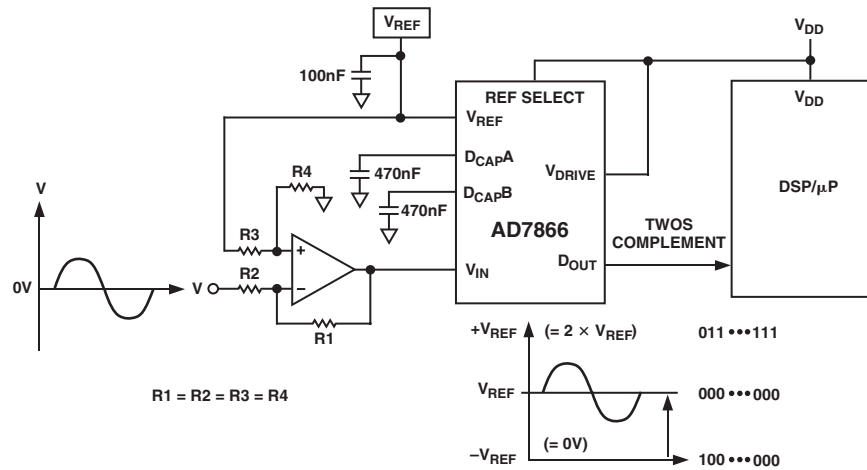 VREF
VDD
100nF
REF SELECT
VREF
VDD
R4
DCAPA
470nF
VDRIVE
DSP/μP
V
DCAPB
470nF
R3
AD7866
TWOS
COMPLEMENT
R2
0V
V
+
–
VIN
DOUT
R1
+VREF (= 2 × VREF) 011•••111
R1 = R2 = R3 = R4
VREF 000•••000
(= 0V)
–VREF 100•••000